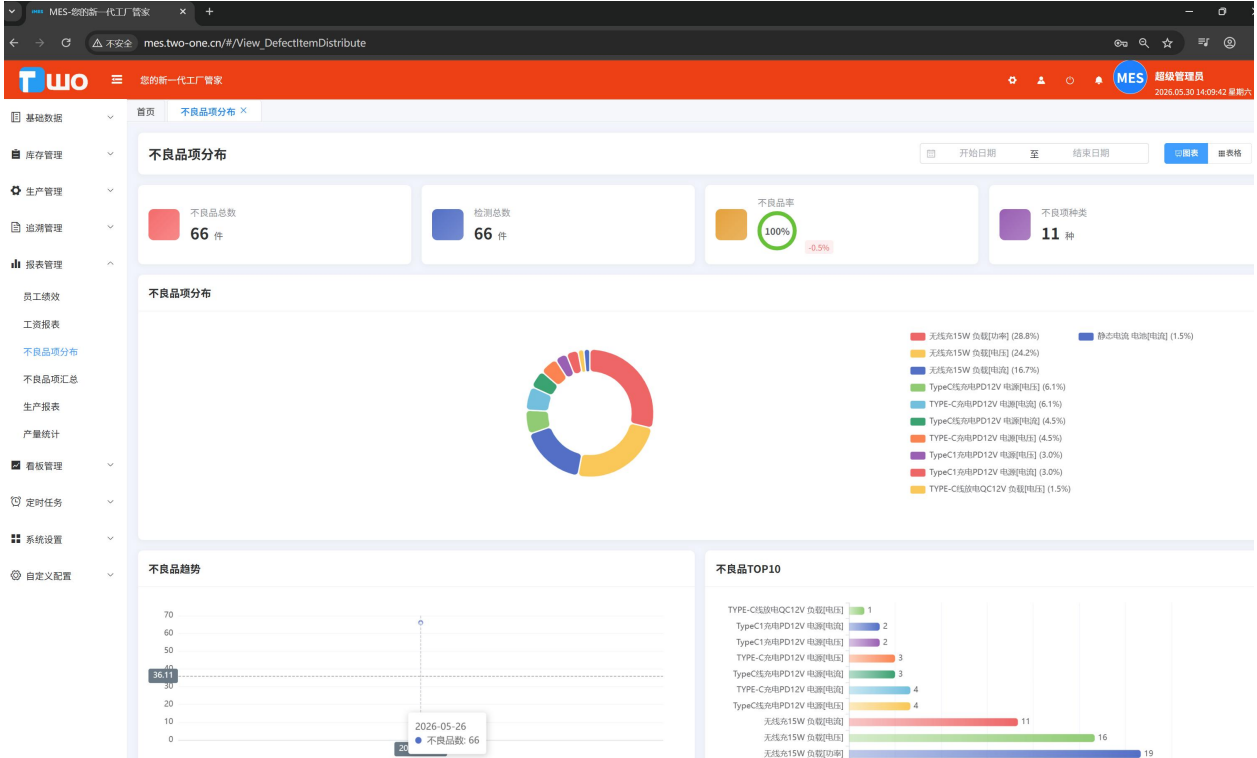 MES-您的新一代工厂管家
不安全 mes.two-one.cn/#/View_DefectItemDistribute
TWO
您的新一代工厂管家
MES 超级管理员
2026.05.30 14:09:42 星期六
基础数据
库存管理
生产管理
追溯管理
报表管理
员工绩效
工资报表
不良品项分布
不良品项汇总
生产报表
产量统计
看板管理
定时任务
系统设置
自定义配置
首页 不良品项分布
不良品项分布
开始日期 至 结束日期
图表 表格
不良品总数
66 件
检测总数
66 件
不良品率
100%
-0.5%
不良项种类
11 种
不良品项分布
无线充15W 负载[功率] (28.8%)
静态电流 电池[电流] (1.5%)
无线充15W 负载[电压] (24.2%)
无线充15W 负载[电流] (16.7%)
TypeC线充电PD12V 电源[电压] (6.1%)
TYPE-C充电PD12V 电源[电流] (6.1%)
TypeC线充电PD12V 电源[电流] (4.5%)
TYPE-C充电PD12V 电源[电压] (4.5%)
TypeC1充电PD12V 电源[电压] (3.0%)
TypeC1充电PD12V 电源[电流] (3.0%)
TYPE-C线放电QC12V 负载[电压] (1.5%)
不良品趋势
70
60
50
40
36.11
30
20
10
0
2026-05-26
不良品数: 66
不良品TOP10
TYPE-C线放电QC12V 负载[电压] 1
TypeC1充电PD12V 电源[电流] 2
TypeC1充电PD12V 电源[电压] 2
TYPE-C充电PD12V 电源[电压] 3
TypeC线充电PD12V 电源[电流] 3
TYPE-C充电PD12V 电源[电流] 4
TypeC线充电PD12V 电源[电压] 4
无线充15W 负载[电流] 11
无线充15W 负载[电压] 16
无线充15W 负载[功率] 19